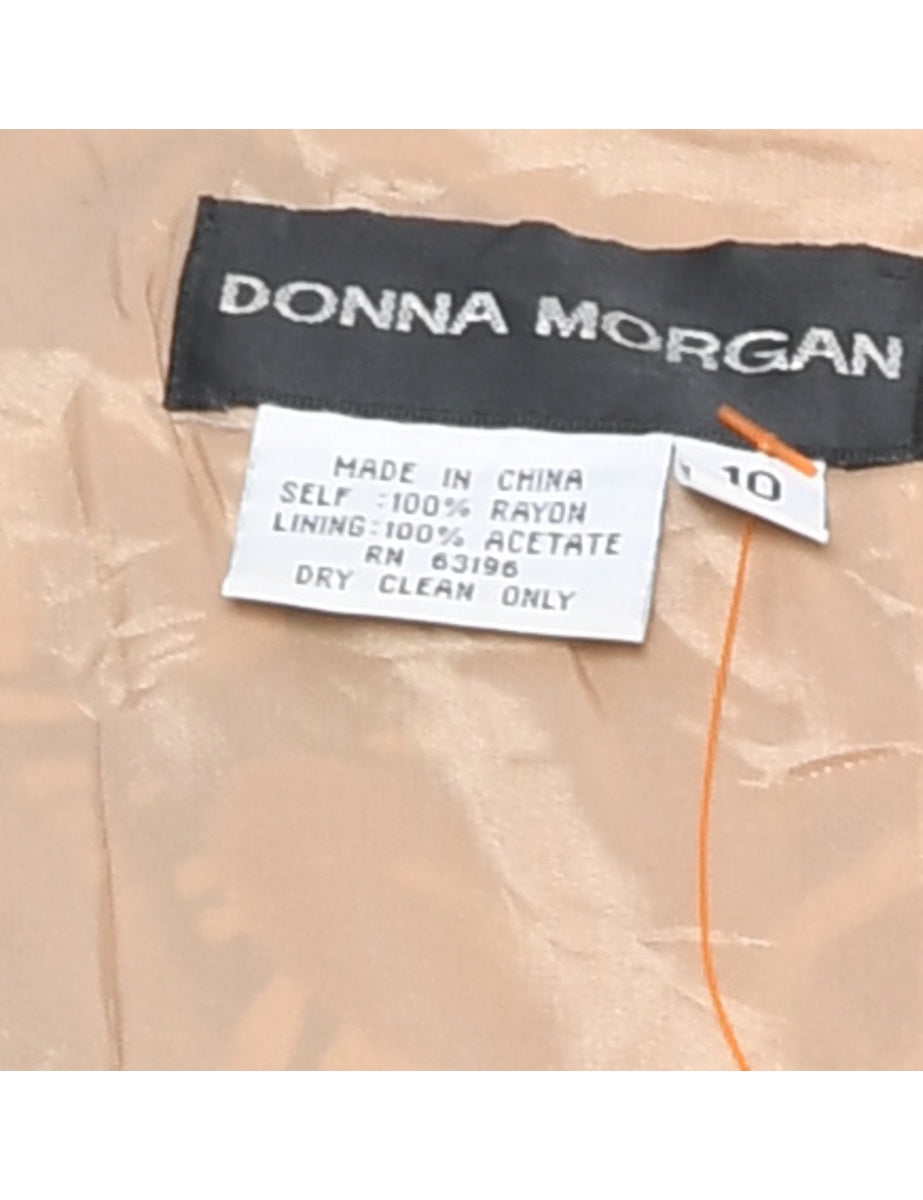 DONNA MORGAN
MADE IN CHINA
SELF :100% RAYON
LINING:100% ACETATE
RN 63196
DRY CLEAN ONLY
10